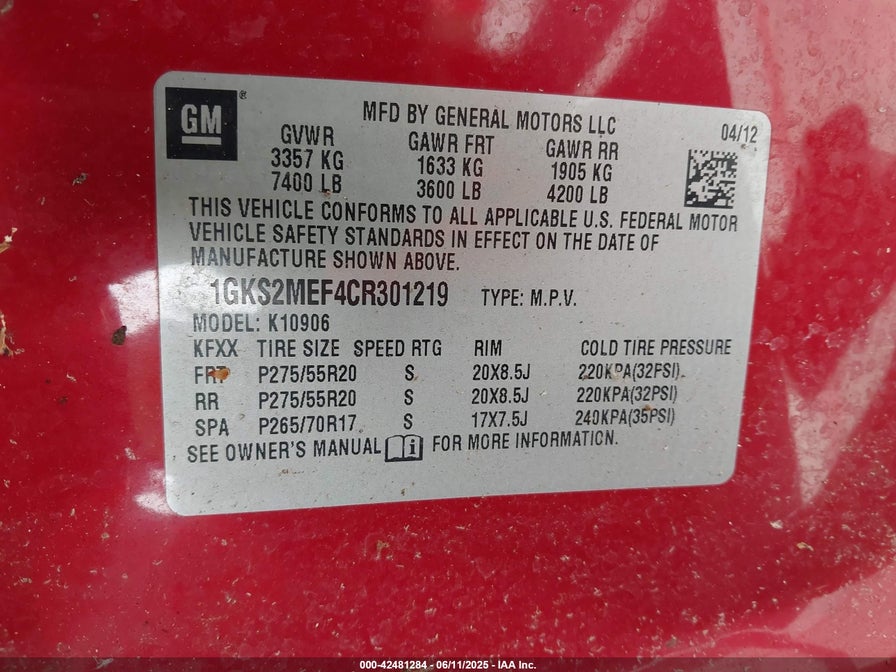 GM
MFD BY GENERAL MOTORS LLC
04/12
GVWR GAWR FRT GAWR RR
3357 KG 1633 KG 1905 KG
7400 LB 3600 LB 4200 LB
THIS VEHICLE CONFORMS TO ALL APPLICABLE U.S. FEDERAL MOTOR
VEHICLE SAFETY STANDARDS IN EFFECT ON THE DATE OF
MANUFACTURE SHOWN ABOVE.
1GKS2MEF4CR301219 TYPE: M.P.V.
MODEL: K10906
KFXX TIRE SIZE SPEED RTG RIM COLD TIRE PRESSURE
FRT P275/55R20 S 20X8.5J 220KPA(32PSI)
RR P275/55R20 S 20X8.5J 220KPA(32PSI)
SPA P265/70R17 S 17X7.5J 240KPA(35PSI)
SEE OWNER'S MANUAL i FOR MORE INFORMATION.
000-42481284 - 06/11/2025 - IAA Inc.